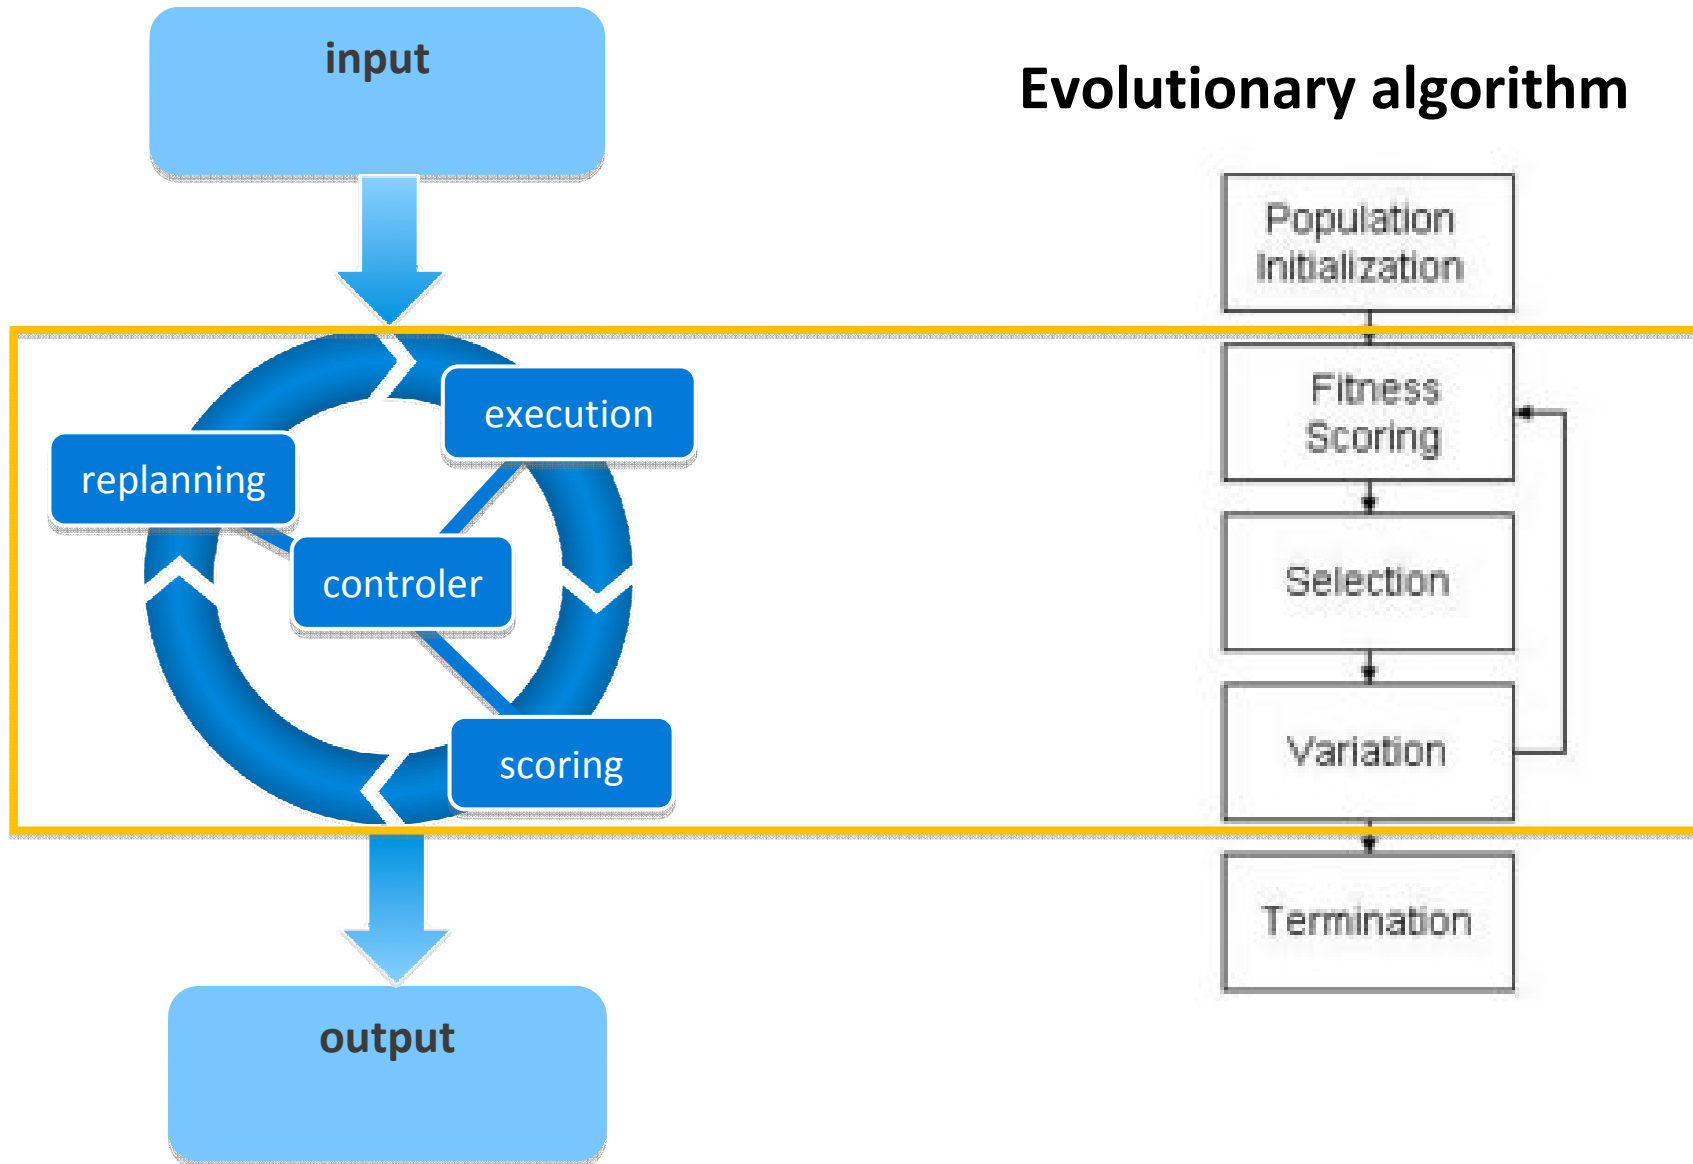 input
Evolutionary algorithm
Population
Initialization
execution
replanning
controler
scoring
Fitness
Scoring
Selection
Variation
Termination
output